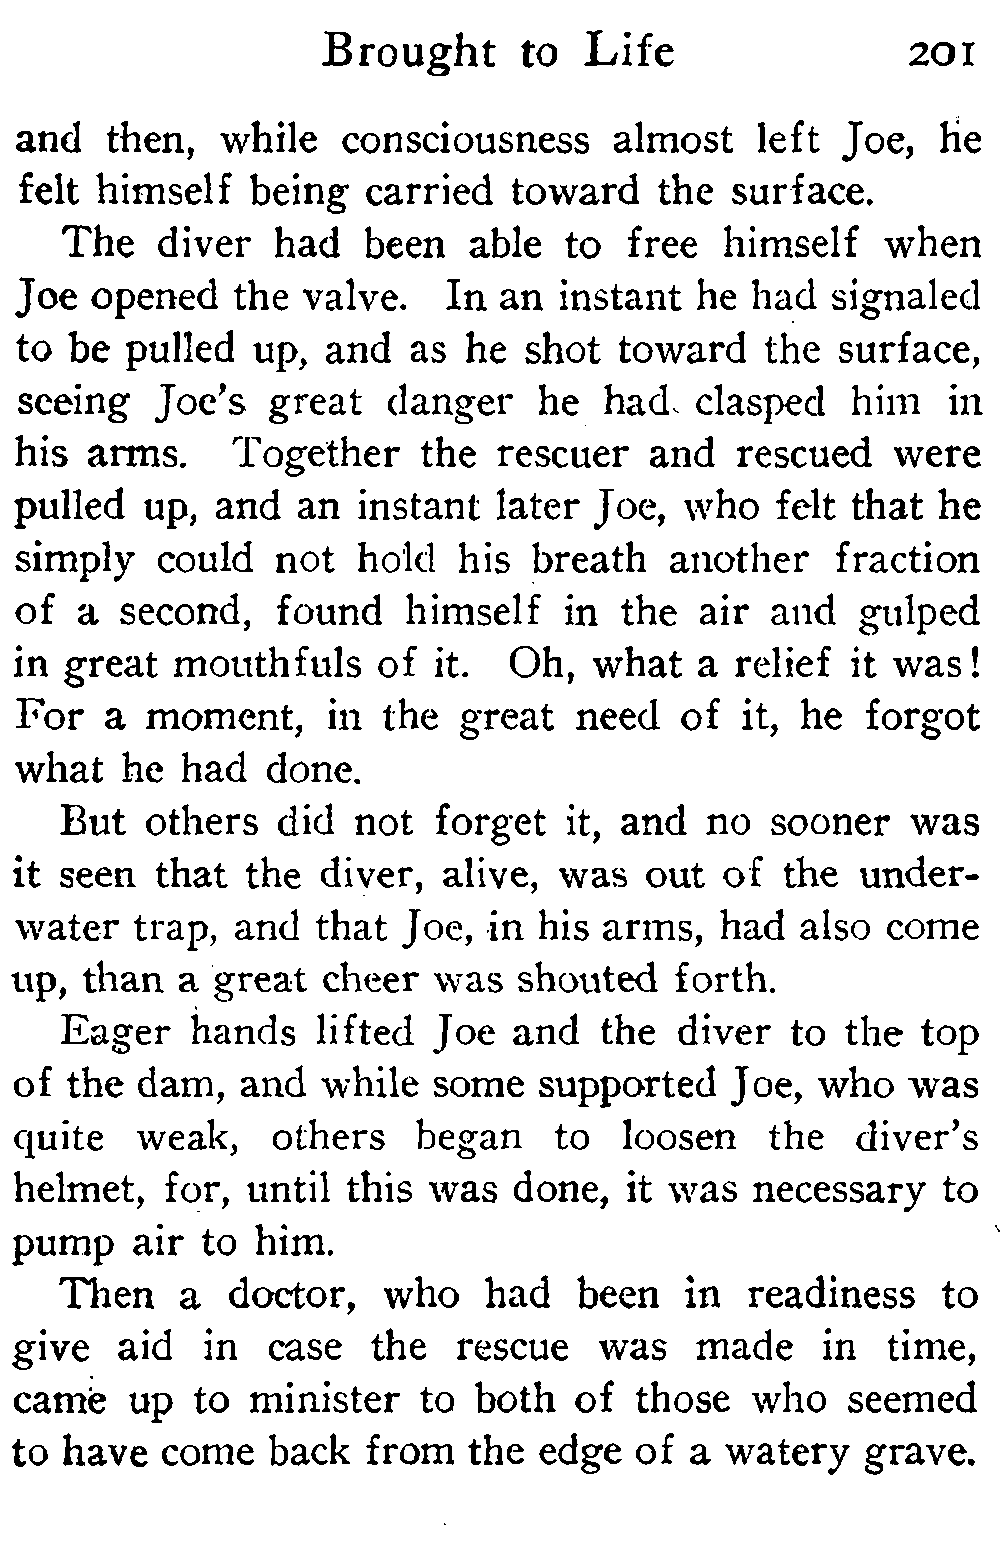 Brought to Life 201
and then, while consciousness almost left Joe, he
felt himself being carried toward the surface.
The diver had been able to free himself when
Joe opened the valve. In an instant he had signaled
to be pulled up, and as he shot toward the surface,
seeing Joe's great danger he had clasped him in
his arms. Together the rescuer and rescued were
pulled up, and an instant later Joe, who felt that he
simply could not hold his breath another fraction
of a second, found himself in the air and gulped
in great mouthfuls of it. Oh, what a relief it was!
For a moment, in the great need of it, he forgot
what he had done.
But others did not forget it, and no sooner was
it seen that the diver, alive, was out of the under-
water trap, and that Joe, in his arms, had also come
up, than a great cheer was shouted forth.
Eager hands lifted Joe and the diver to the top
of the dam, and while some supported Joe, who was
quite weak, others began to loosen the diver's
helmet, for, until this was done, it was necessary to
pump air to him.
Then a doctor, who had been in readiness to
give aid in case the rescue was made in time,
came up to minister to both of those who seemed
to have come back from the edge of a watery grave.